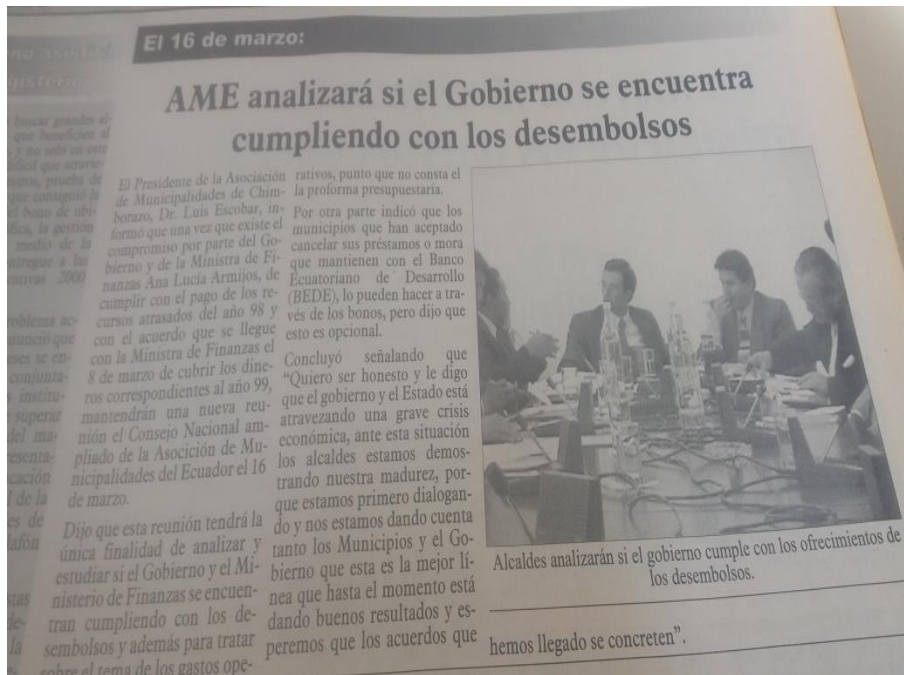 El 16 de marzo:
AME analizará si el Gobierno se encuentra
cumpliendo con los desembolsos
El Presidente de la Asociación
de Municipalidades de Chim-
borazo, Dr. Luis Escobar, in-
formó que una vez que existe el
compromiso por parte del Go-
bierno y de la Ministra de Fi-
nanzas Ana Lucía Armijos, de
cumplir con el pago de los re-
cursos atrasados del año 98 y
con el acuerdo que se llegue
con la Ministra de Finanzas el
8 de marzo de cubrir los dine-
ros correspondientes al año 99,
mantendrán una nueva reu-
nión el Consejo Nacional am-
pliado de la Asocición de Mu-
nicipalidades del Ecuador el 16
de marzo.
Dijo que esta reunión tendrá la
única finalidad de analizar y
estudiar si el Gobierno y el Mi-
nisterio de Finanzas se encuen-
tran cumpliendo con los de-
sembolsos y además para tratar
sobre el tema de los gastos ope-
rativos, punto que no consta el
la proforma presupuestaria.
Por otra parte indicó que los
municipios que han aceptado
cancelar sus préstamos o mora
que mantienen con el Banco
Ecuatoriano de Desarrollo
(BEDE), lo pueden hacer a tra-
vés de los bonos, pero dijo que
esto es opcional.
Concluyó señalando que
“Quiero ser honesto y le digo
que el gobierno y el Estado está
atravezando una grave crisis
económica, ante esta situación
los alcaldes estamos demos-
trando nuestra madurez, por-
que estamos primero dialogan-
do y nos estamos dando cuenta
tanto los Municipios y el Go-
bierno que esta es la mejor lí-
nea que hasta el momento está
dando buenos resultados y es-
peremos que los acuerdos que
hemos llegado se concreten”.
Alcaldes analizarán si el gobierno cumple con los ofrecimientos de
los desembolsos.